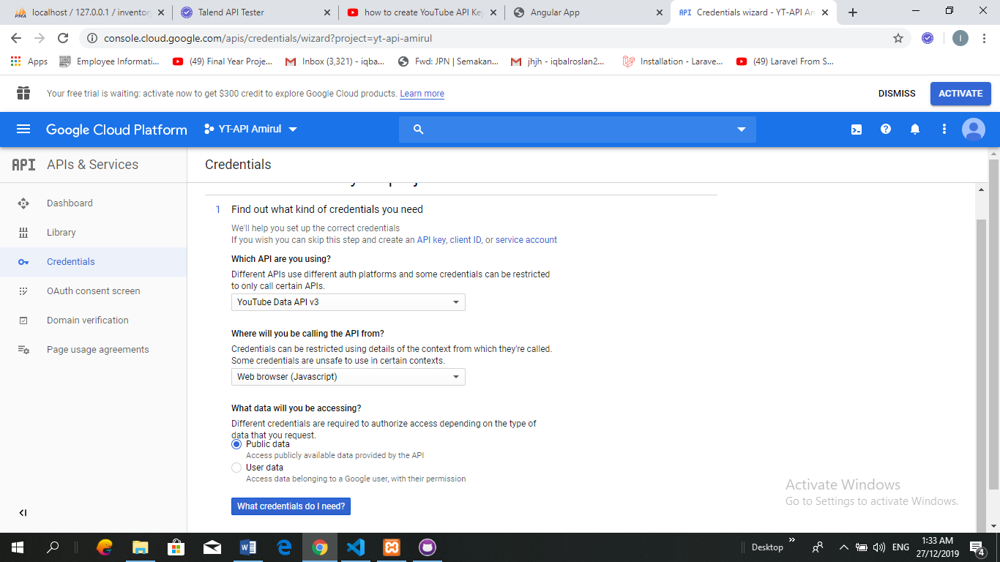 localhost / 127.0.0.1 / inventory
Talend API Tester
how to create YouTube API Key
Angular App
API Credentials wizard - YT-API Am
console.cloud.google.com/apis/credentials/wizard?project=yt-api-amirul
I
Apps
Employee Informati...
(49) Final Year Proje...
Inbox (3,321) - iqba...
Fwd: JPN | Semakan...
jhjh - iqbalroslan2...
Installation - Larave...
(49) Laravel From S...
Your free trial is waiting: activate now to get $300 credit to explore Google Cloud products. Learn more
DISMISS
ACTIVATE
Google Cloud Platform
YT-API Amirul
API APIs & Services
Credentials
Dashboard
Library
Credentials
OAuth consent screen
Domain verification
Page usage agreements
1 Find out what kind of credentials you need
We'll help you set up the correct credentials
If you wish you can skip this step and create an API key, client ID, or service account
Which API are you using?
Different APIs use different auth platforms and some credentials can be restricted
to only call certain APIs.
YouTube Data API v3
Where will you be calling the API from?
Credentials can be restricted using details of the context from which they're called.
Some credentials are unsafe to use in certain contexts.
Web browser (Javascript)
What data will you be accessing?
Different credentials are required to authorize access depending on the type of
data that you request.
Public data
Access publicly available data provided by the API
User data
Access data belonging to a Google user, with their permission
What credentials do I need?
Activate Windows
Go to Settings to activate Windows.
Desktop
ENG
1:33 AM
27/12/2019
4